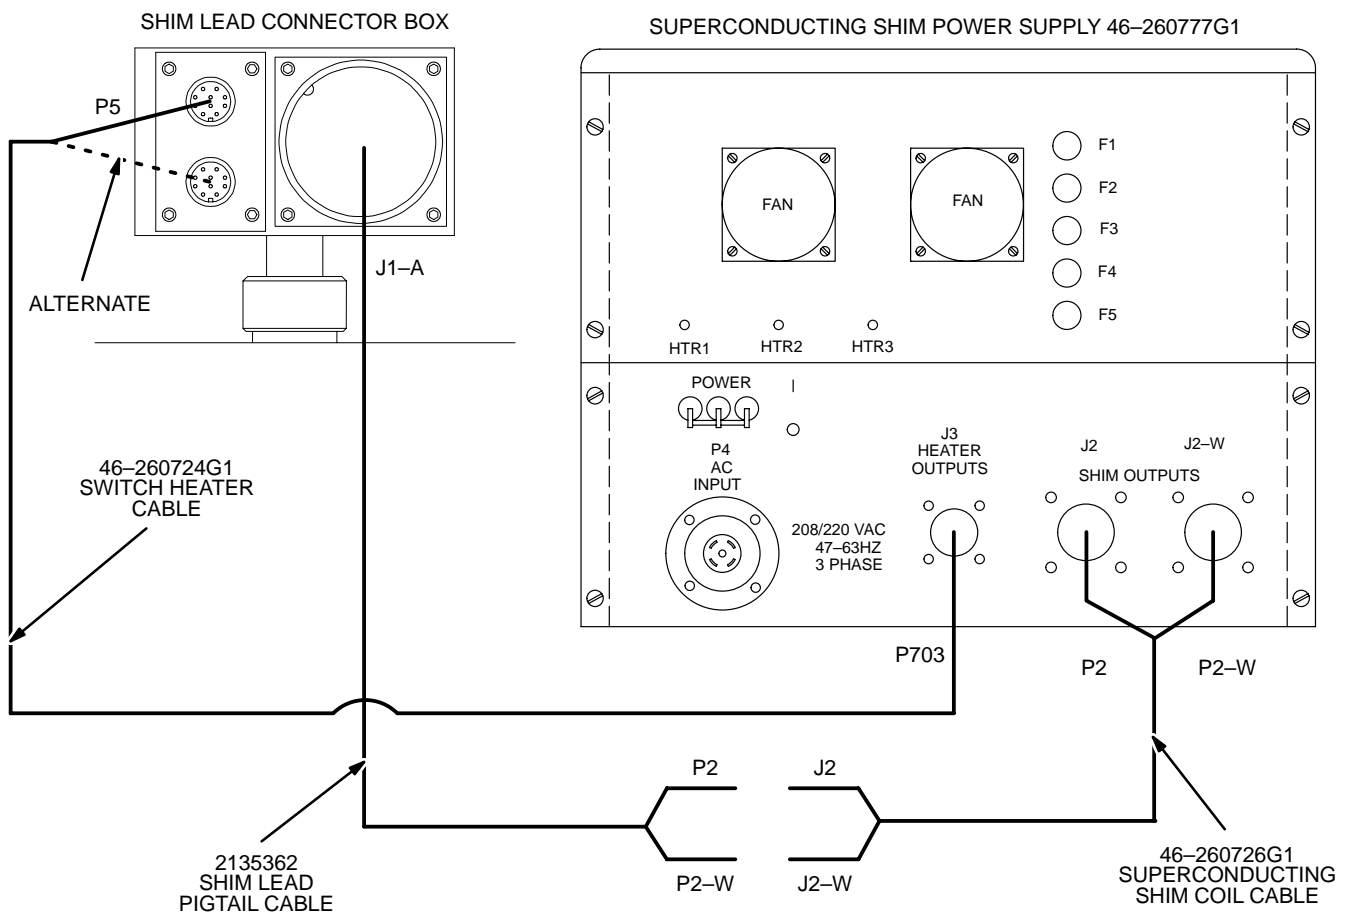 SHIM LEAD CONNECTOR BOX
SUPERCONDUCTING SHIM POWER SUPPLY 46–260777G1
P5
ALTERNATE
J1–A
FAN
FAN
F1
F2
F3
F4
F5
HTR1
HTR2
HTR3
POWER
I
P4
AC
INPUT
208/220 VAC
47–63HZ
3 PHASE
J3
HEATER
OUTPUTS
J2
J2–W
SHIM OUTPUTS
46–260724G1
SWITCH HEATER
CABLE
P703
P2
P2–W
P2
J2
P2–W
J2–W
2135362
SHIM LEAD
PIGTAIL CABLE
46–260726G1
SUPERCONDUCTING
SHIM COIL CABLE